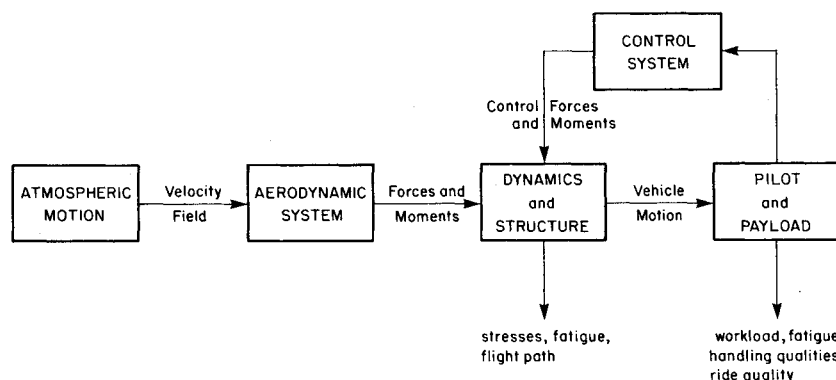 CONTROL
SYSTEM
Control Forces
and Moments
ATMOSPHERIC
MOTION
Velocity
Field
AERODYNAMIC
SYSTEM
Forces and
Moments
DYNAMICS
and
STRUCTURE
Vehicle
Motion
PILOT
and
PAYLOAD
stresses, fatigue,
flight path
workload, fatigue
handling qualities
ride quality